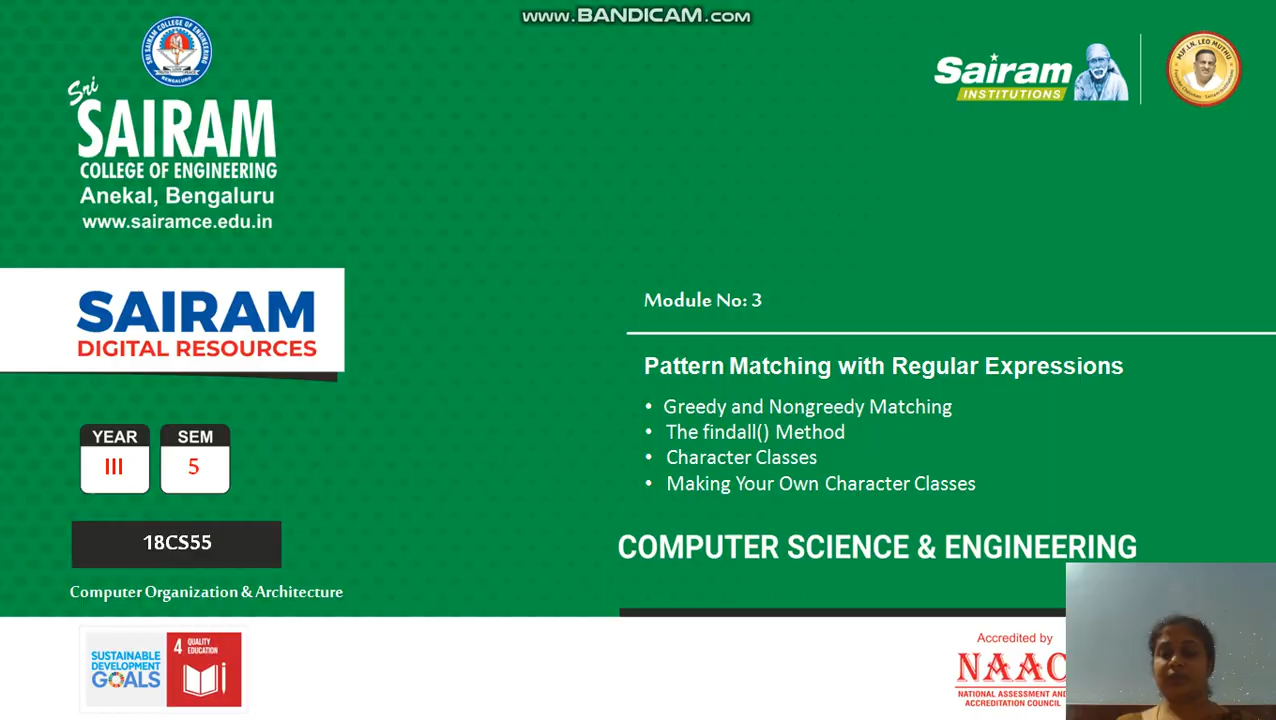 www.BANDICAM.com
Sri
SAIRAM
COLLEGE OF ENGINEERING
Anekal, Bengaluru
www.sairamce.edu.in
Sairam
INSTITUTIONS
SAIRAM
DIGITAL RESOURCES
YEAR
III
SEM
5
18CS55
Computer Organization & Architecture
Module No: 3
Pattern Matching with Regular Expressions
• Greedy and Nongreedy Matching
• The findall() Method
• Character Classes
• Making Your Own Character Classes
COMPUTER SCIENCE & ENGINEERING
SUSTAINABLE
DEVELOPMENT
GOALS
4 QUALITY
EDUCATION
Accredited by
NAAC
NATIONAL ASSESSMENT AND
ACCREDITATION COUNCIL